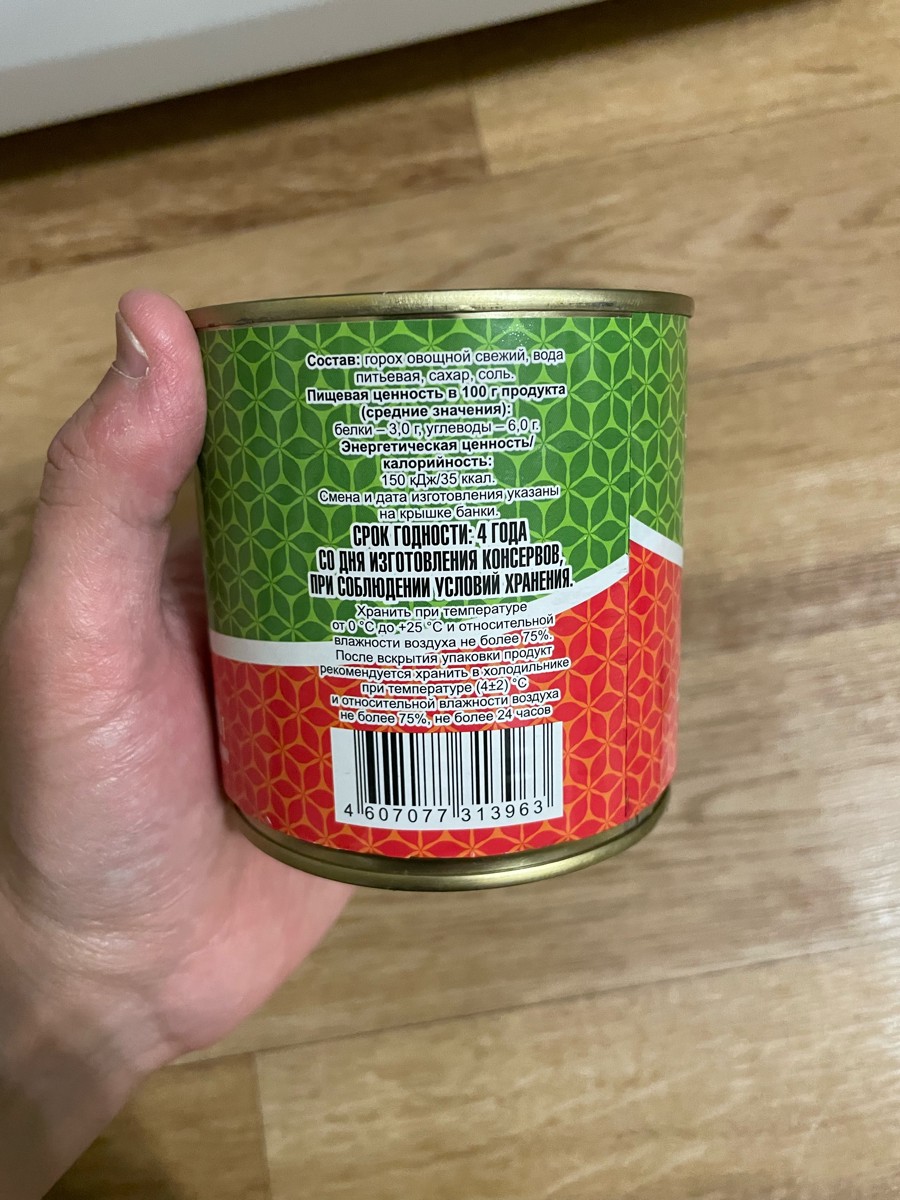 Состав: горох овощной свежий, вода
питьевая, сахар, соль.
Пищевая ценность в 100 г продукта
(средние значения):
белки – 3,0 г, углеводы – 6,0 г.
Энергетическая ценность/
калорийность:
150 кДж/35 ккал.
Смена и дата изготовления указаны
на крышке банки.
СРОК ГОДНОСТИ: 4 ГОДА
СО ДНЯ ИЗГОТОВЛЕНИЯ КОНСЕРВОВ,
ПРИ СОБЛЮДЕНИИ УСЛОВИЙ ХРАНЕНИЯ.
Хранить при температуре
от 0 °С до +25 °С и относительной
влажности воздуха не более 75%.
После вскрытия упаковки продукт
рекомендуется хранить в холодильнике
при температуре (4±2) °С
и относительной влажности воздуха
не более 75%, не более 24 часов
4 607077 313963